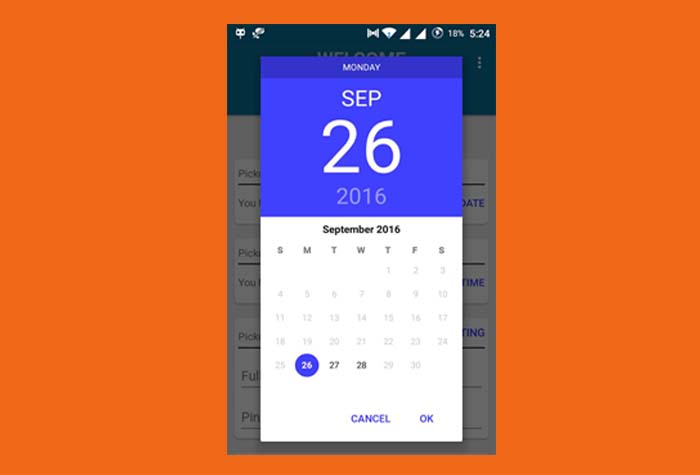 18% 5:24
WELCOME
MONDAY
SEP
26
2016
September 2016
S M T W T F S
1 2 3
4 5 6 7 8 9 10
11 12 13 14 15 16 17
18 19 20 21 22 23 24
25 26 27 28 29 30
CANCEL OK
Pick
You DATE
Pick
You TIME
Pick TING
Full
Pin